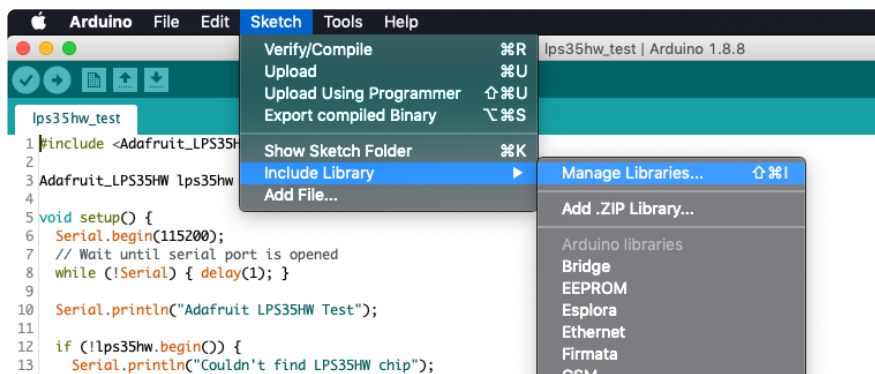 Arduino File Edit Sketch Tools Help
lps35hw_test | Arduino 1.8.8
Verify/Compile ⌘R
Upload ⌘U
Upload Using Programmer ⇧⌘U
Export compiled Binary ⌥⌘S
Show Sketch Folder ⌘K
Include Library ▶
Add File...
Manage Libraries... ⇧⌘I
Add .ZIP Library...
Arduino libraries
Bridge
EEPROM
Esplora
Ethernet
Firmata
lps35hw_test
1 #include <Adafruit_LPS35H
2
3 Adafruit_LPS35HW lps35hw
4
5 void setup() {
6 Serial.begin(115200);
7 // Wait until serial port is opened
8 while (!Serial) { delay(1); }
9
10 Serial.println("Adafruit LPS35HW Test");
11
12 if (!lps35hw.begin()) {
13 Serial.println("Couldn't find LPS35HW chip");